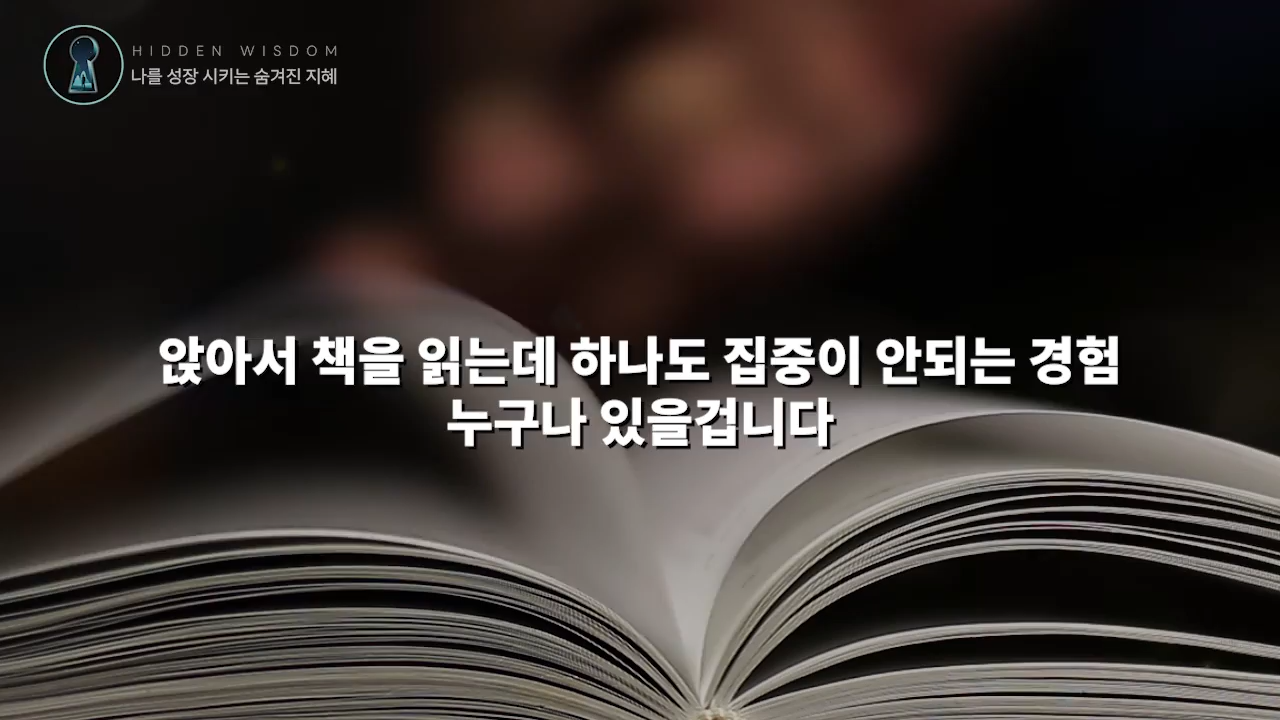 HIDDEN WISDOM
나를 성장 시키는 숨겨진 지혜
앉아서 책을 읽는데 하나도 집중이 안되는 경험
누구나 있을겁니다